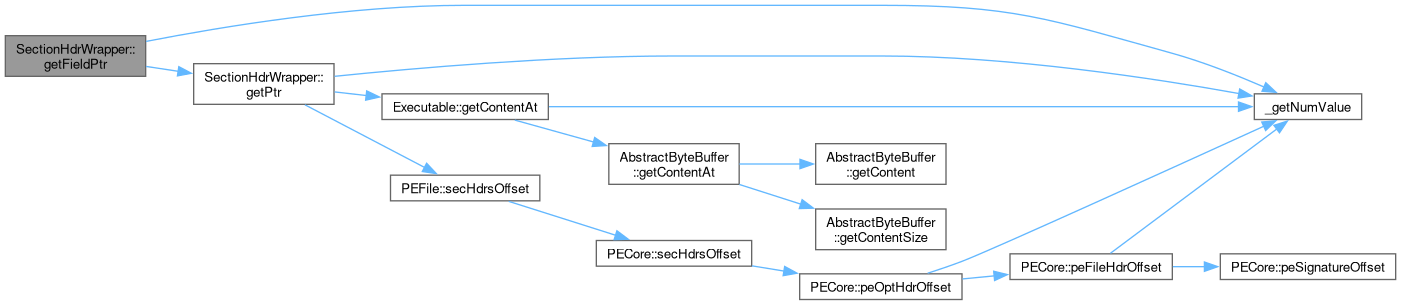 SectionHdrWrapper::
getFieldPtr
SectionHdrWrapper::
getPtr
Executable::getContentAt
_getNumValue
AbstractByteBuffer
::getContentAt
AbstractByteBuffer
::getContent
PEFile::secHdrsOffset
AbstractByteBuffer
::getContentSize
PECore::secHdrsOffset
PECore::peOptHdrOffset
PECore::peFileHdrOffset
PECore::peSignatureOffset